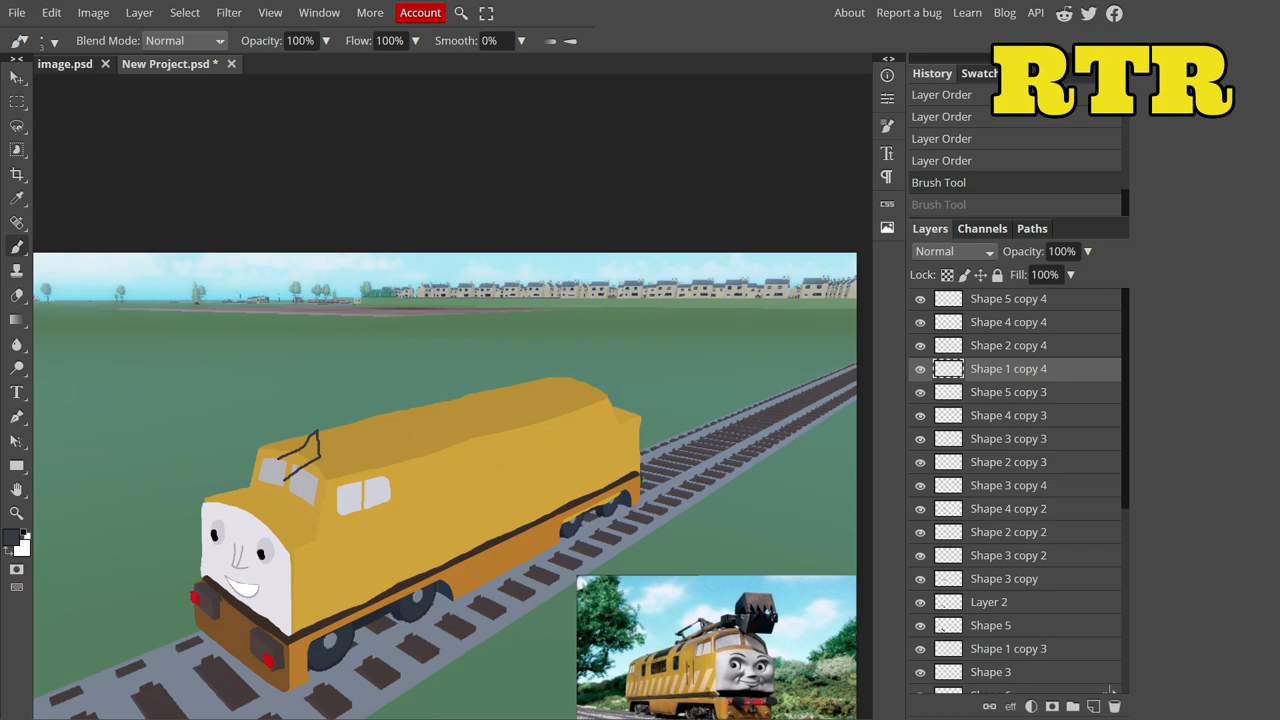 File Edit Image Layer Select Filter View Window More Account About Report a bug Learn Blog API
3 Blend Mode: Normal Opacity: 100% Flow: 100% Smooth: 0%
image.psd New Project.psd *
RTR
History Swatch
Layer Order
Layer Order
Layer Order
Layer Order
Brush Tool
Brush Tool
Layers Channels Paths
Normal Opacity: 100%
Lock: Fill: 100%
CSS
Shape 5 copy 4
Shape 4 copy 4
Shape 2 copy 4
Shape 1 copy 4
Shape 5 copy 3
Shape 4 copy 3
Shape 3 copy 3
Shape 2 copy 3
Shape 3 copy 4
Shape 4 copy 2
Shape 2 copy 2
Shape 3 copy 2
Shape 3 copy
Layer 2
Shape 5
Shape 1 copy 3
Shape 3
eff